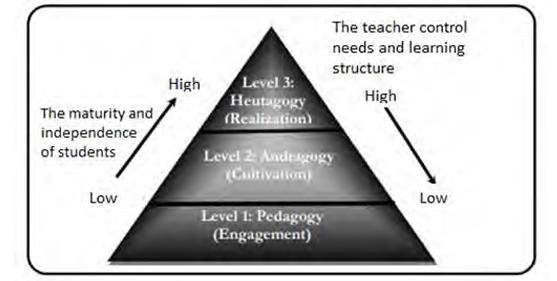 The teacher control
needs and learning
structure
High
High
The maturity and
independence
of students
Low
Low
Level 3:
Heutagogy
(Realization)
Level 2: Andragogy
(Cultivation)
Level 1: Pedagogy
(Engagement)